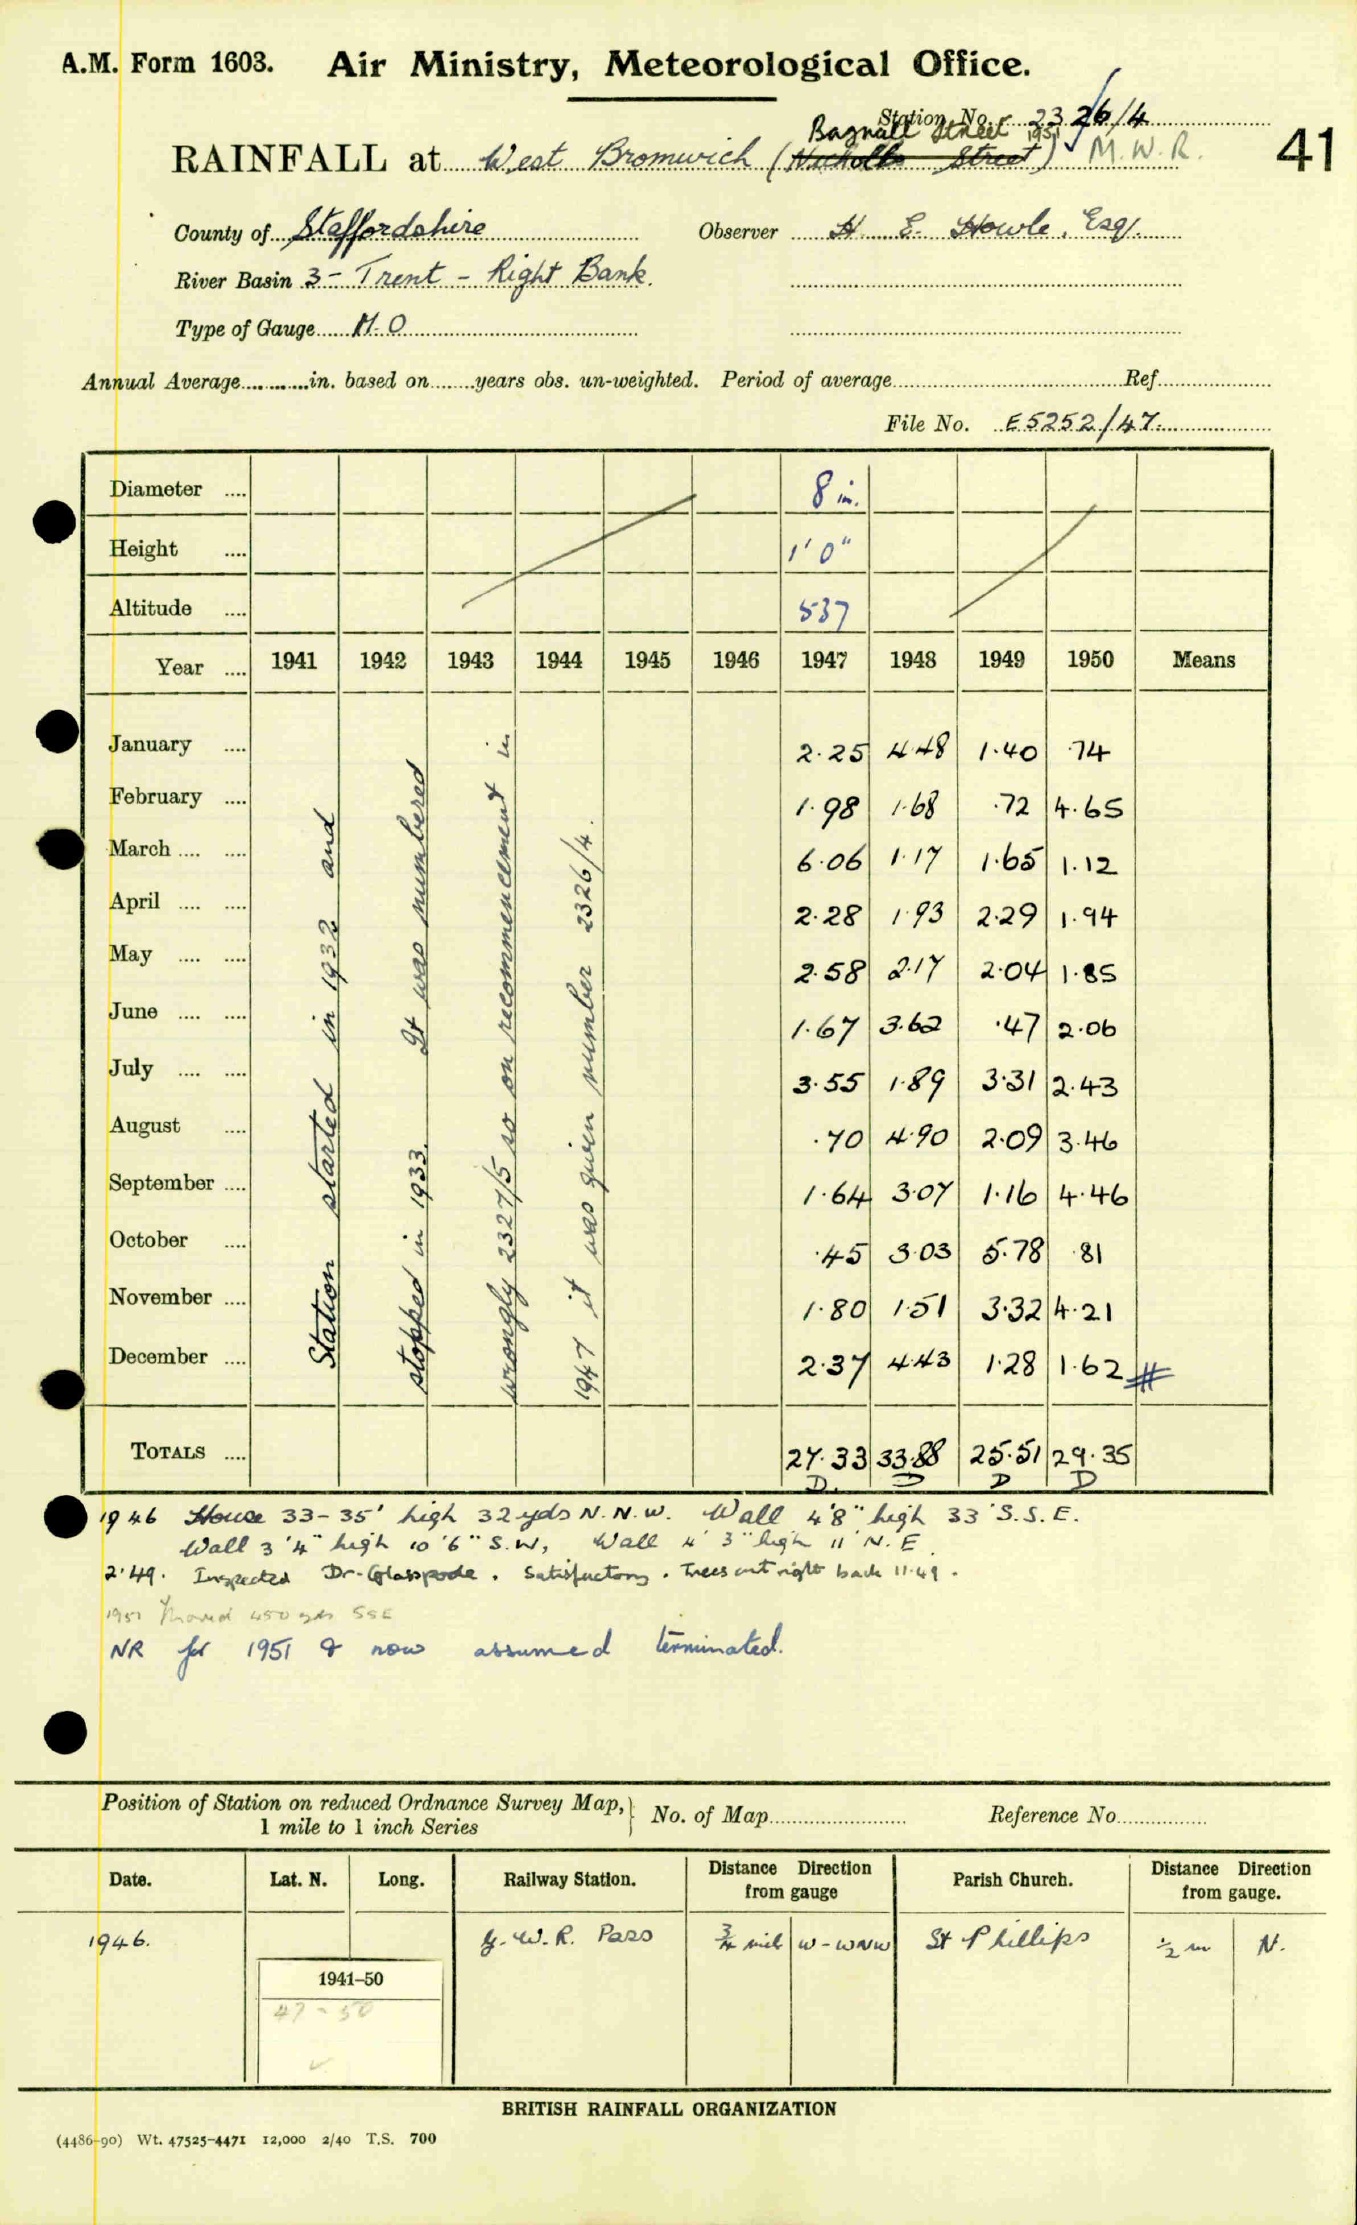 A.M. Form 1603. Air Ministry, Meteorological Office.
Station No. 2326/4
Bagnall Street 1951
RAINFALL at West Bromwich (Nicholls Street) M.W.R. 41
County of Staffordshire Observer H. E. Howle, Esq.
River Basin 3 - Trent - Right Bank.
Type of Gauge M.O
Annual Average in. based on years obs. un-weighted. Period of average Ref
File No. E5252/47.
Diameter 8 in.
Height 1' 0"
Altitude 537
Year 1941 1942 1943 1944 1945 1946 1947 1948 1949 1950 Means
January 2.25 4.48 1.40 .74
February 1.98 1.68 .72 4.65
March 6.06 1.17 1.65 1.12
April 2.28 1.93 2.29 1.94
May 2.58 2.17 2.04 1.85
June 1.67 3.62 .47 2.06
July 3.55 1.89 3.31 2.43
August .70 4.90 2.09 3.46
September 1.64 3.07 1.16 4.46
October .45 3.03 5.78 .81
November 1.80 1.51 3.32 4.21
December 2.37 4.43 1.28 1.62 #
TOTALS 27.33 33.88 25.51 29.35
D. D D D
Station started in 1932 and
stopped in 1933. It was numbered
wrongly 2327/5 so on recommencement in
1947 it was given number 2326/4.
1946 House 33-35' high 32 yds N.N.W. Wall 4'8" high 33' S.S.E.
Wall 3'4" high 10'6" S.W, Wall 4'3" high 11' N.E.
2.49. Inspected Dr. Glasspoole. Satisfactory. Trees cut right back 11.49.
1951 Moved 450 yds SSE
NR for 1951 & now assumed terminated.
Position of Station on reduced Ordnance Survey Map,
1 mile to 1 inch Series No. of Map Reference No.
Date. Lat. N. Long. Railway Station. Distance Direction from gauge Parish Church. Distance Direction from gauge.
1946. G.W.R. Pass 3/4 mile W-WNW St Phillips 1/2 m N.
1941-50
47-50
BRITISH RAINFALL ORGANIZATION
(4486-90) Wt. 47525-4471 12,000 2/40 T.S. 700